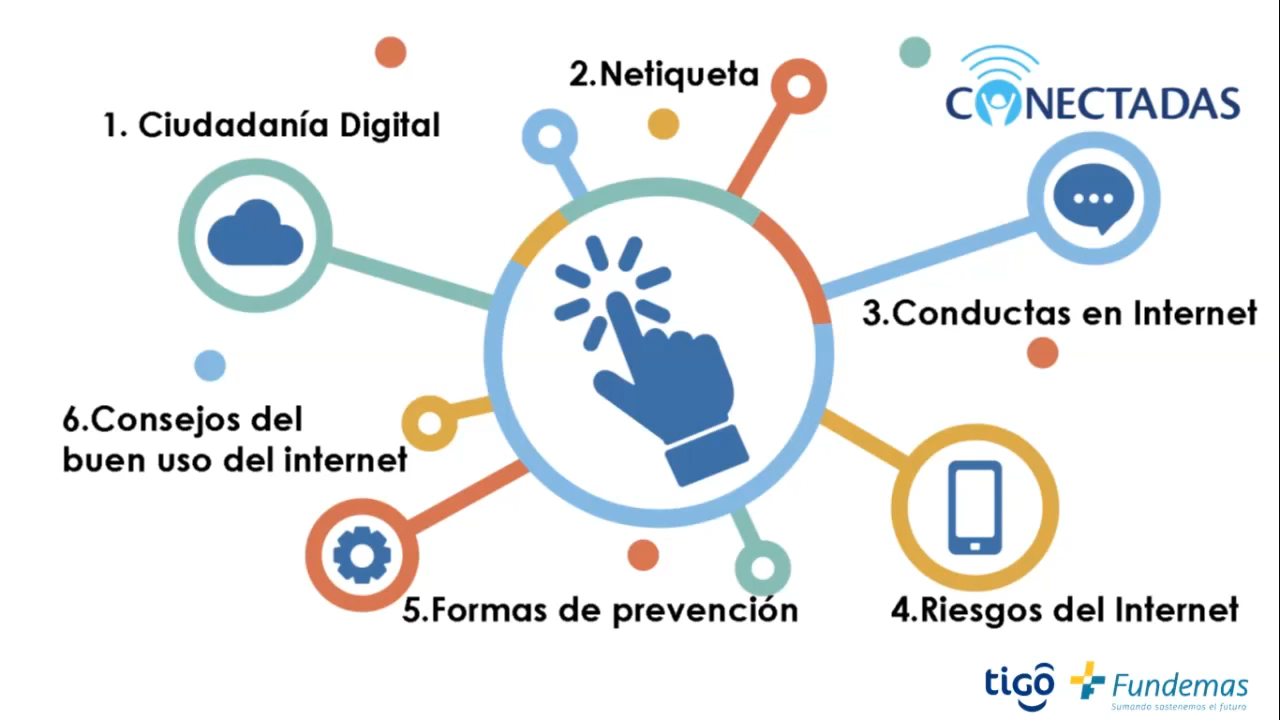 2.Netiqueta
CONECTADAS
1. Ciudadanía Digital
3.Conductas en Internet
6.Consejos del
buen uso del internet
5.Formas de prevención
4.Riesgos del Internet
tigo
Fundemas
Sumando sostenemos el futuro